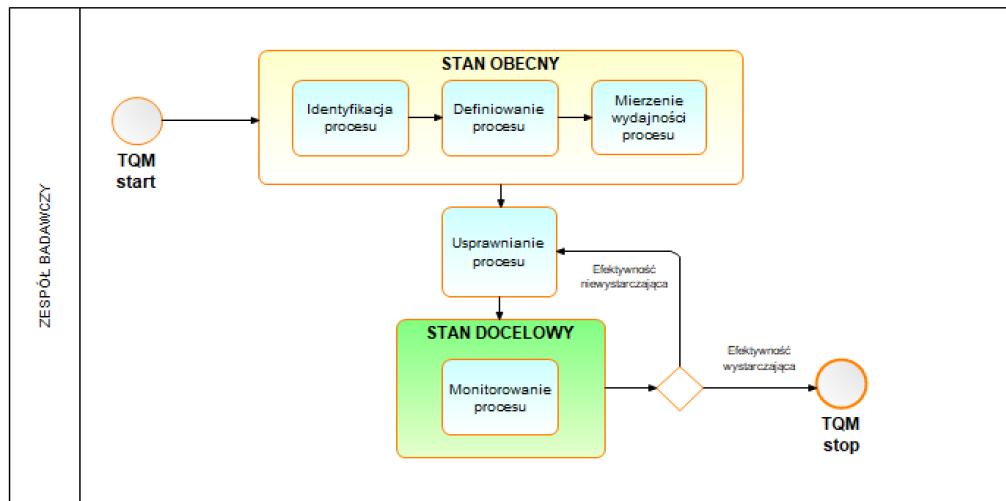 ZESPÓŁ BADAWCZY
TQM
start
STAN OBECNY
Identyfikacja
procesu
Definiowanie
procesu
Mierzenie
wydajności
procesu
Usprawnianie
procesu
Efektywność
niewystarczająca
STAN DOCELOWY
Monitorowanie
procesu
Efektywność
wystarczająca
TQM
stop